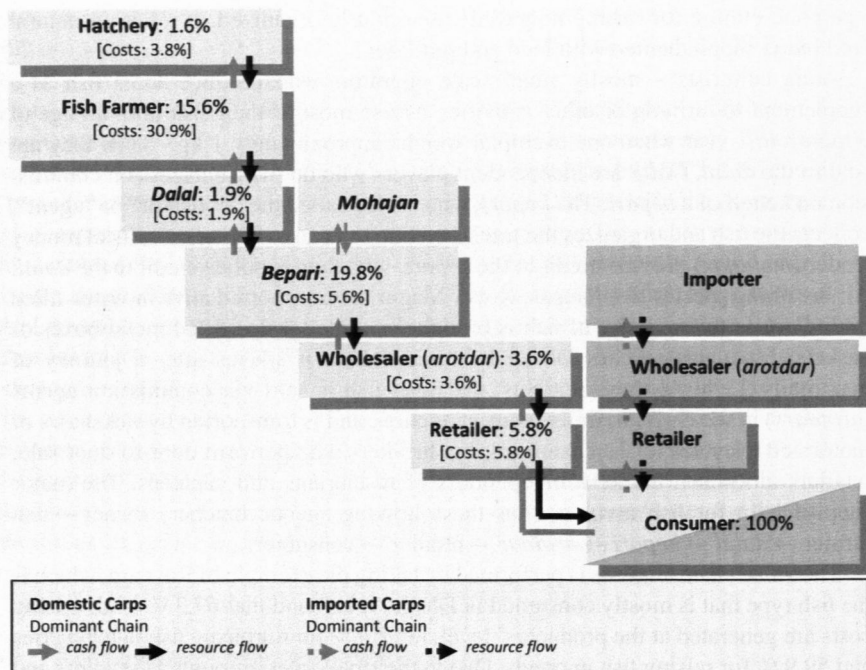 Hatchery: 1.6%
[Costs: 3.8%]
Fish Farmer: 15.6%
[Costs: 30.9%]
Dalal: 1.9%
[Costs: 1.9%]
Mohajan
Bepari: 19.8%
[Costs: 5.6%]
Importer
Wholesaler (arotdar): 3.6%
[Costs: 3.6%]
Wholesaler (arotdar)
Retailer: 5.8%
[Costs: 5.8%]
Retailer
Consumer: 100%
Domestic Carps
Dominant Chain
cash flow
resource flow
Imported Carps
Dominant Chain
cash flow
resource flow